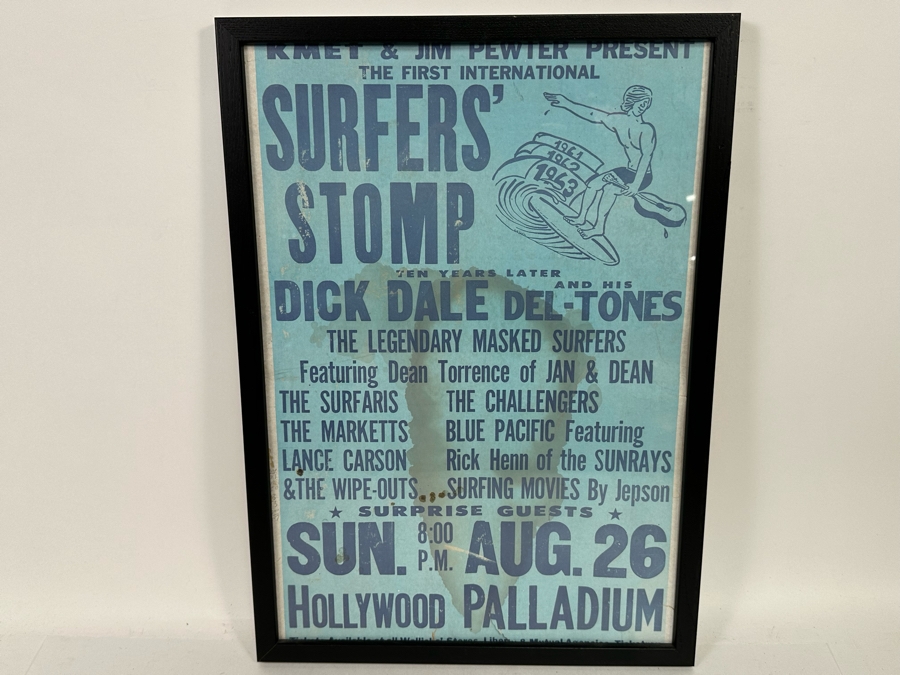 KMET & JIM PEWTER PRESENT
THE FIRST INTERNATIONAL
SURFERS'
STOMP
1961
1962
1963
TEN YEARS LATER
DICK DALE AND HIS DEL-TONES
THE LEGENDARY MASKED SURFERS
Featuring Dean Torrence of JAN & DEAN
THE SURFARIS THE CHALLENGERS
THE MARKETTS BLUE PACIFIC Featuring
LANCE CARSON Rick Henn of the SUNRAYS
&THE WIPE-OUTS...SURFING MOVIES By Jepson
★ SURPRISE GUESTS ★
SUN. 8:00 P.M. AUG. 26
HOLLYWOOD PALLADIUM